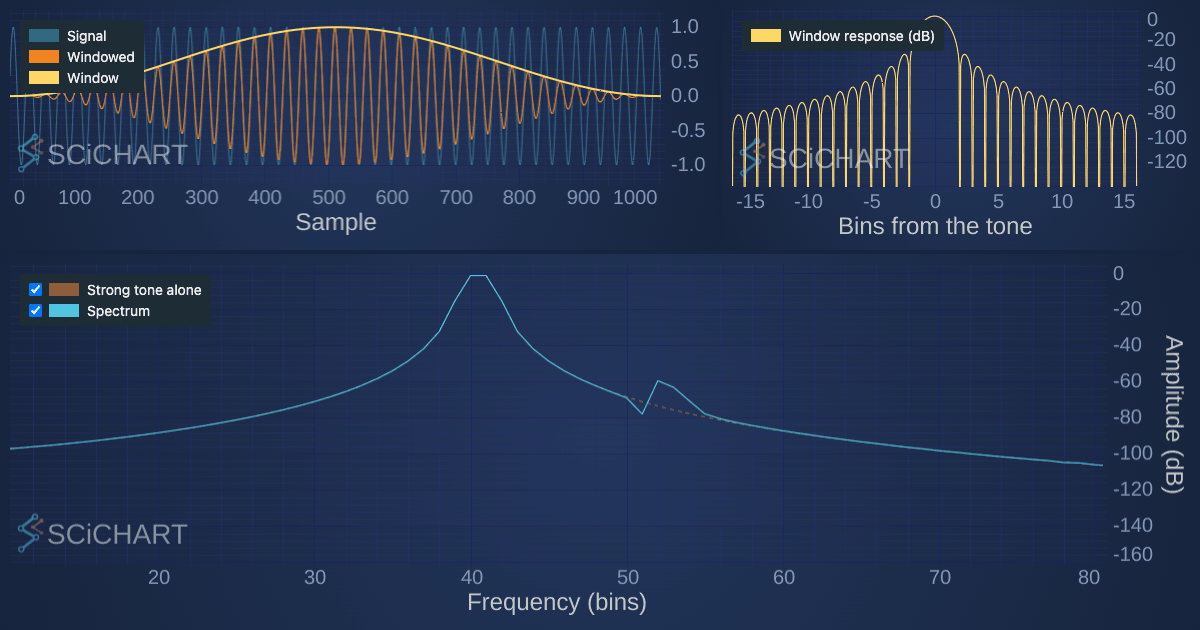 Signal
Windowed
Window
1.0
0.5
0.0
-0.5
-1.0
0 100 200 300 400 500 600 700 800 900 1000
Sample
SCiCHART
Window response (dB)
0
-20
-40
-60
-80
-100
-120
-15 -10 -5 0 5 10 15
Bins from the tone
SCiCHART
Strong tone alone
Spectrum
0
-20
-40
-60
-80
-100
-120
-140
-160
Amplitude (dB)
20 30 40 50 60 70 80
Frequency (bins)
SCiCHART